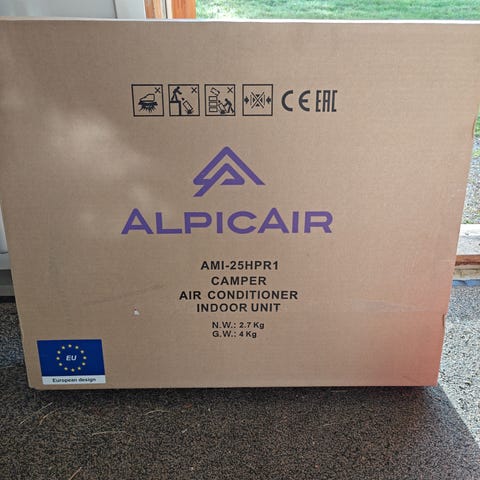 CE EAC
ALPICAIR
AMI-25HPR1
CAMPER
AIR CONDITIONER
INDOOR UNIT
N.W.: 2.7 Kg
G.W.: 4 Kg
EU
European design